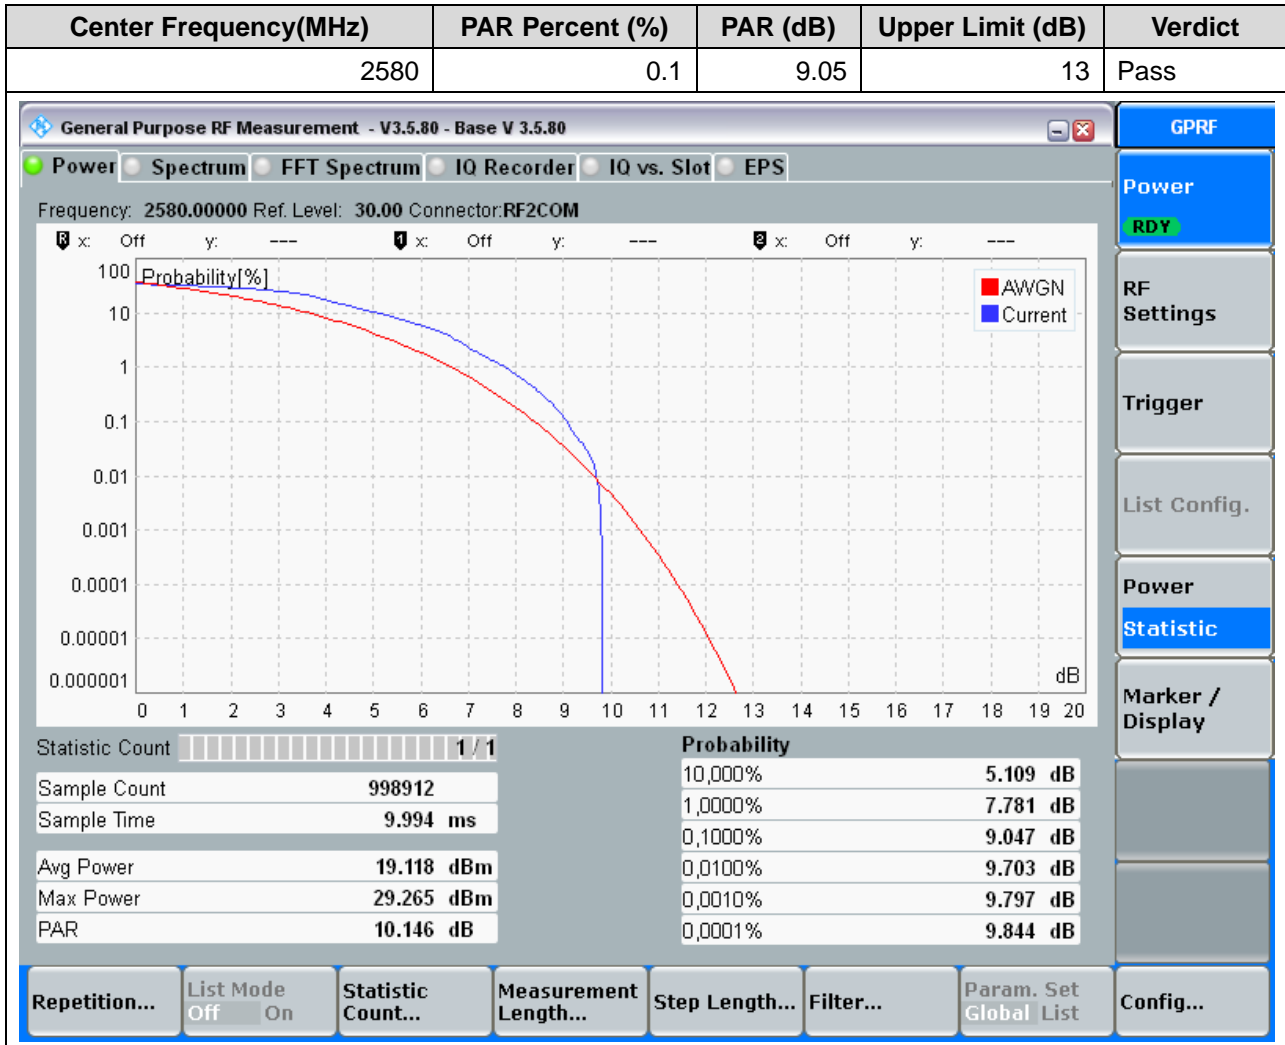 Center Frequency(MHz) PAR Percent (%) PAR (dB) Upper Limit (dB) Verdict
2580 0.1 9.05 13 Pass
General Purpose RF Measurement - V3.5.80 - Base V 3.5.80
GPRF
Power Spectrum FFT Spectrum IQ Recorder IQ vs. Slot EPS
Power
RDY
Frequency: 2580.00000 Ref. Level: 30.00 Connector:RF2COM
R x: Off y: --- 1 x: Off y: --- 2 x: Off y: ---
100 Probability[%]
AWGN
Current
10
1
0.1
0.01
0.001
0.0001
0.00001
0.000001
dB
0 1 2 3 4 5 6 7 8 9 10 11 12 13 14 15 16 17 18 19 20
RF
Settings
Trigger
List Config.
Power
Statistic
Marker /
Display
Statistic Count 1 / 1
Sample Count 998912
Sample Time 9.994 ms
Avg Power 19.118 dBm
Max Power 29.265 dBm
PAR 10.146 dB
Probability
10,000% 5.109 dB
1,0000% 7.781 dB
0,1000% 9.047 dB
0,0100% 9.703 dB
0,0010% 9.797 dB
0,0001% 9.844 dB
Repetition...
List Mode
Off On
Statistic
Count...
Measurement
Length...
Step Length...
Filter...
Param. Set
Global List
Config...